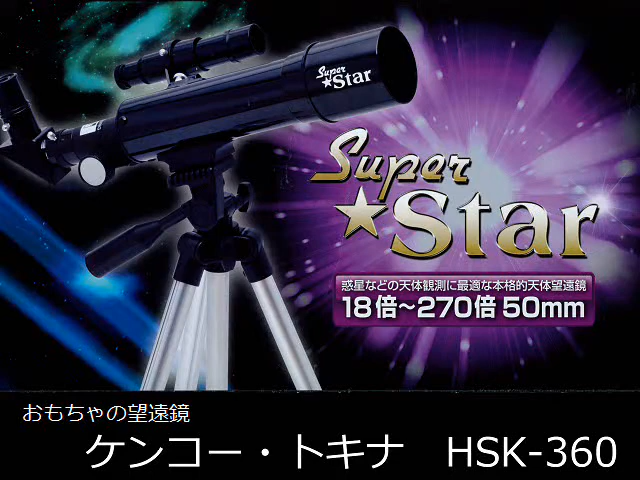 Super
★Star
Super
★Star
惑星などの天体観測に最適な本格的天体望遠鏡
18倍~270倍 50mm
おもちゃの望遠鏡
ケンコー・トキナ HSK-360